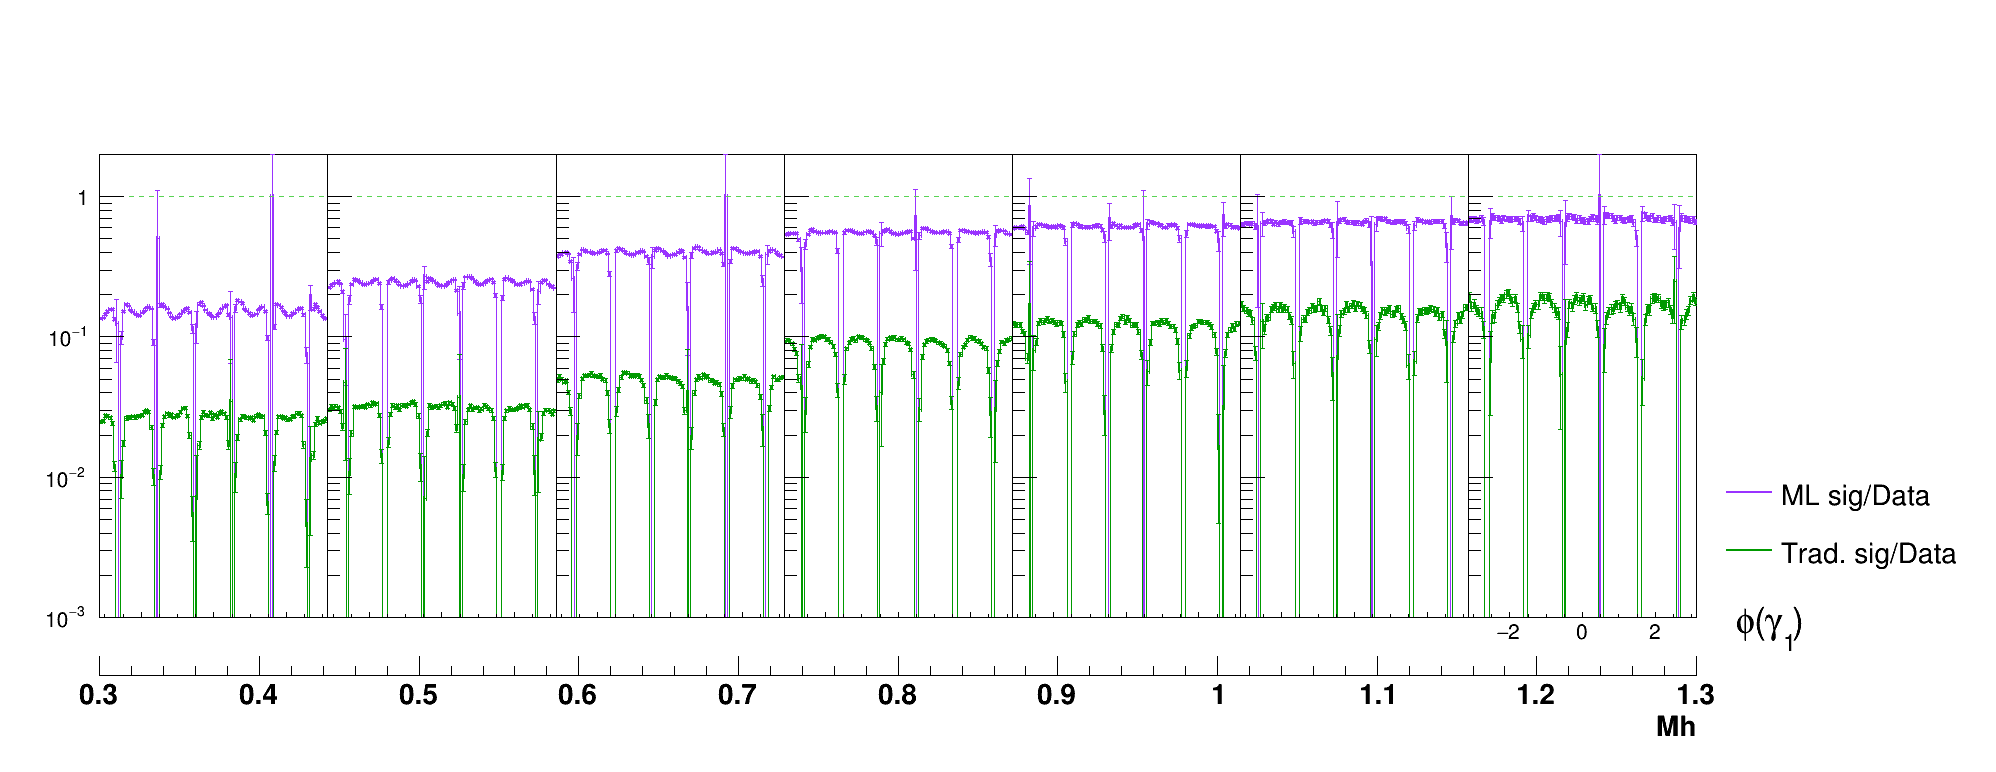 1
10⁻¹
10⁻²
10⁻³
ML sig/Data
Trad. sig/Data
−2 0 2
ϕ(γ₁)
0.3 0.4 0.5 0.6 0.7 0.8 0.9 1 1.1 1.2 1.3
Mh